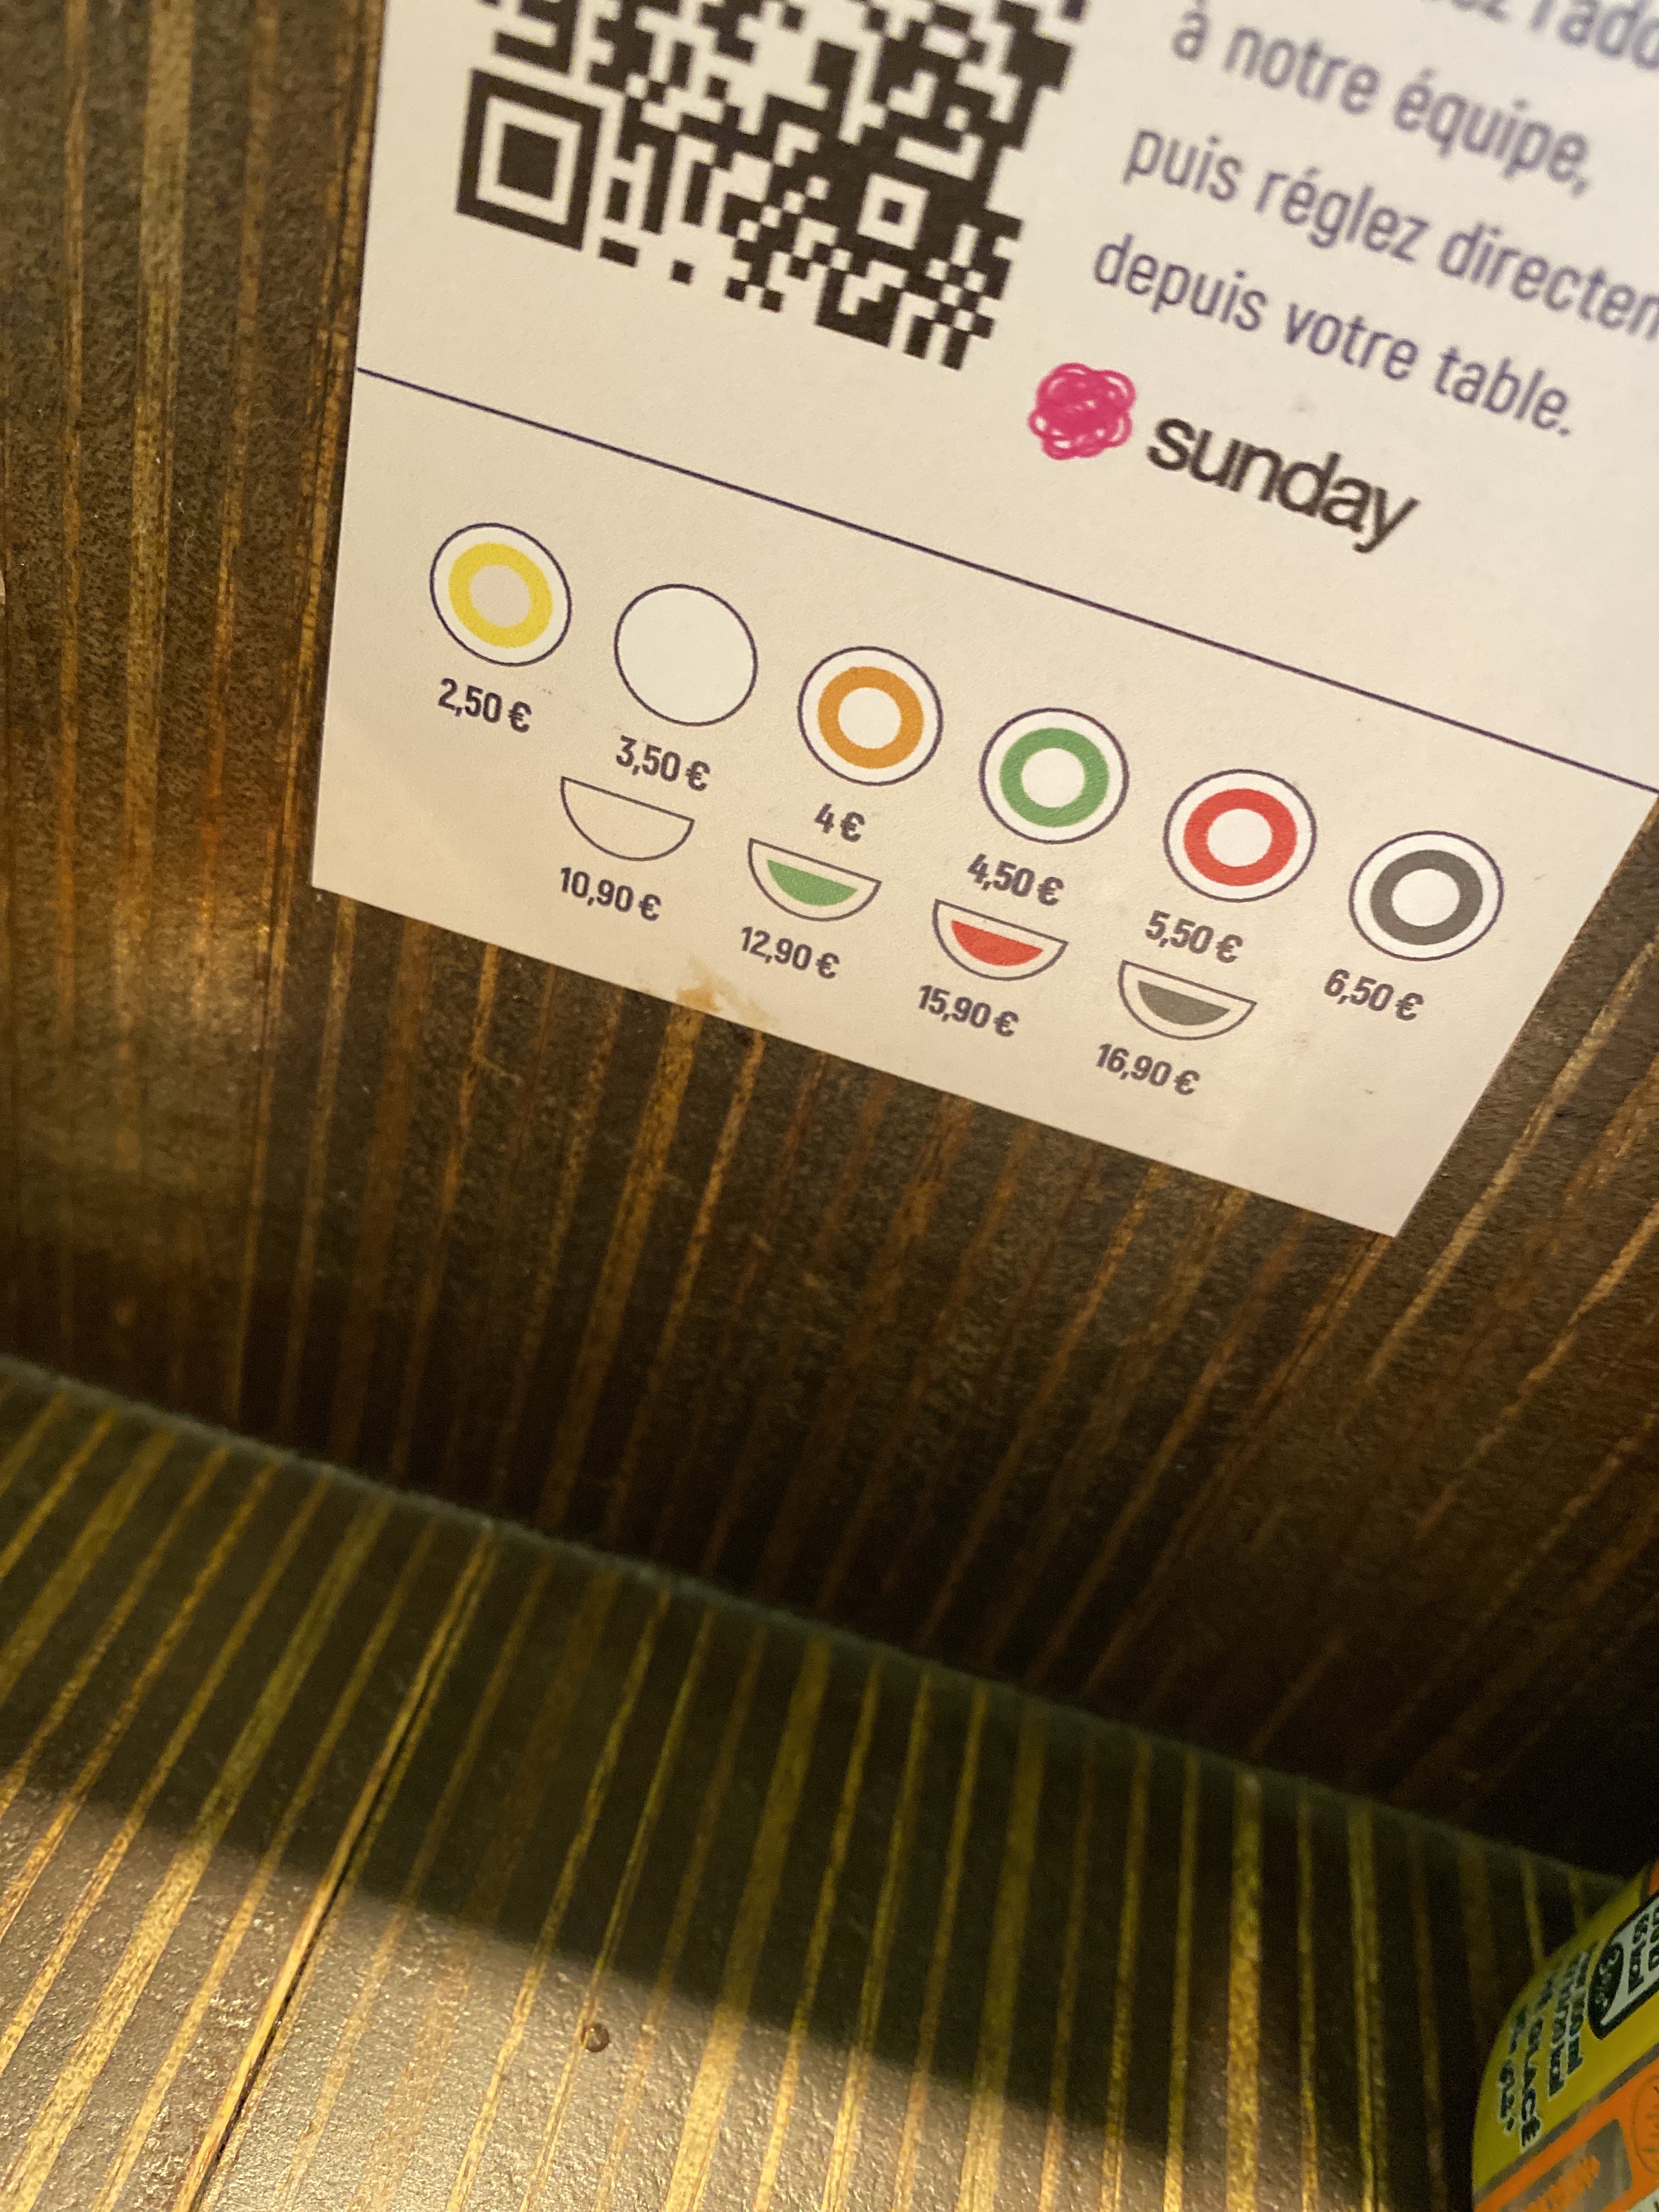 à notre équipe,
puis réglez
depuis votre table.
sunday
2,50 €
3,50 €
4 €
4,50 €
5,50 €
6,50 €
10,90 €
12,90 €
15,90 €
16,90 €
GLACÉ